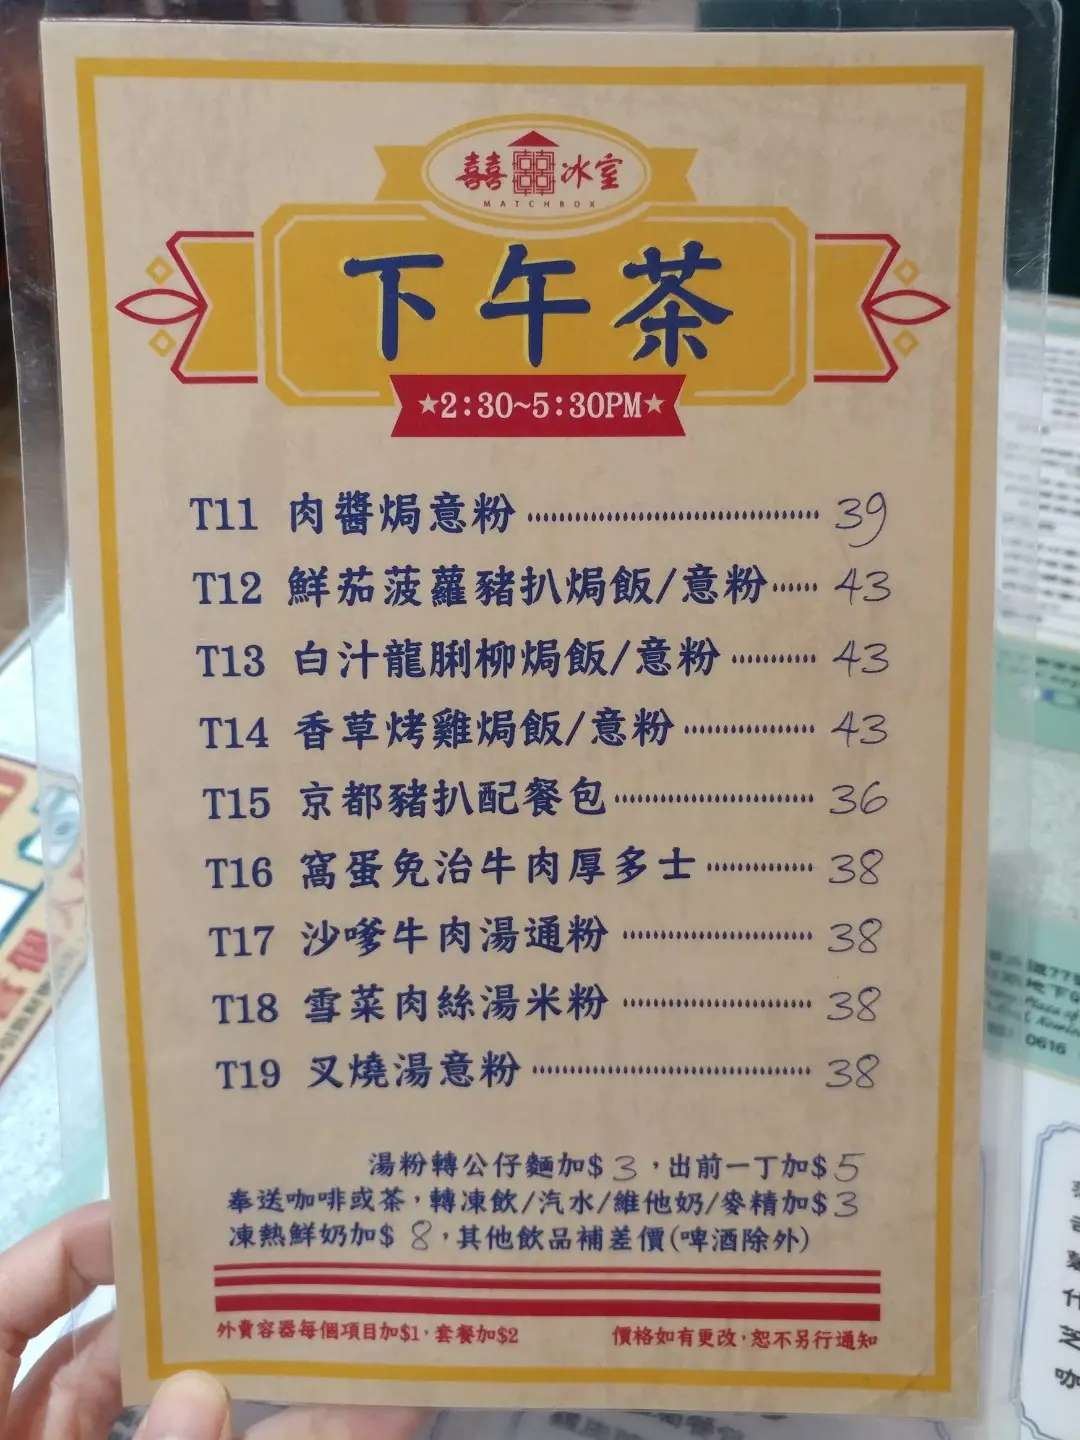 囍囍冰室
MATCHBOX
下午茶
★2:30~5:30PM★
T11 肉醬焗意粉 39
T12 鮮茄菠蘿豬扒焗飯/意粉 43
T13 白汁龍脷柳焗飯/意粉 43
T14 香草烤雞焗飯/意粉 43
T15 京都豬扒配餐包 36
T16 窩蛋免治牛肉厚多士 38
T17 沙嗲牛肉湯通粉 38
T18 雪菜肉絲湯米粉 38
T19 叉燒湯意粉 38
湯粉轉公仔麵加$3，出前一丁加$5
奉送咖啡或茶，轉凍飲/汽水/維他奶/麥精加$3
凍熱鮮奶加$ 8，其他飲品補差價(啤酒除外)
外賣容器每個項目加$1，套餐加$2
價格如有更改，恕不另行通知
0616